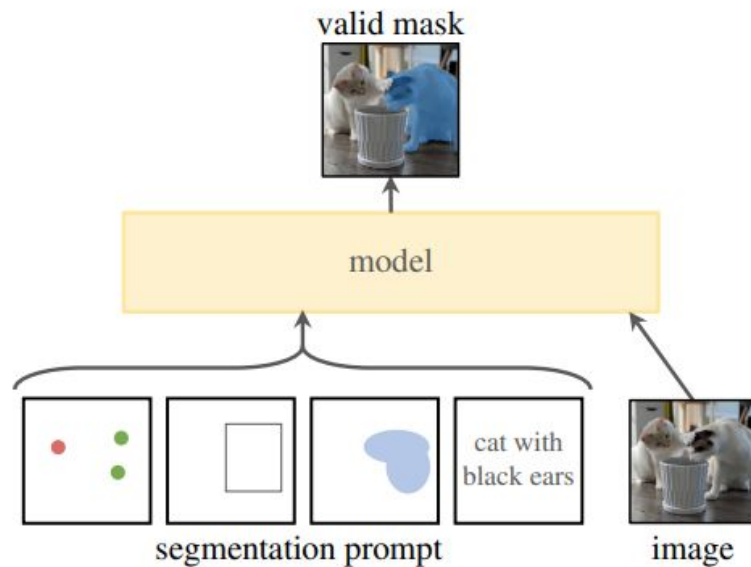 valid mask
model
cat with
black ears
segmentation prompt
image